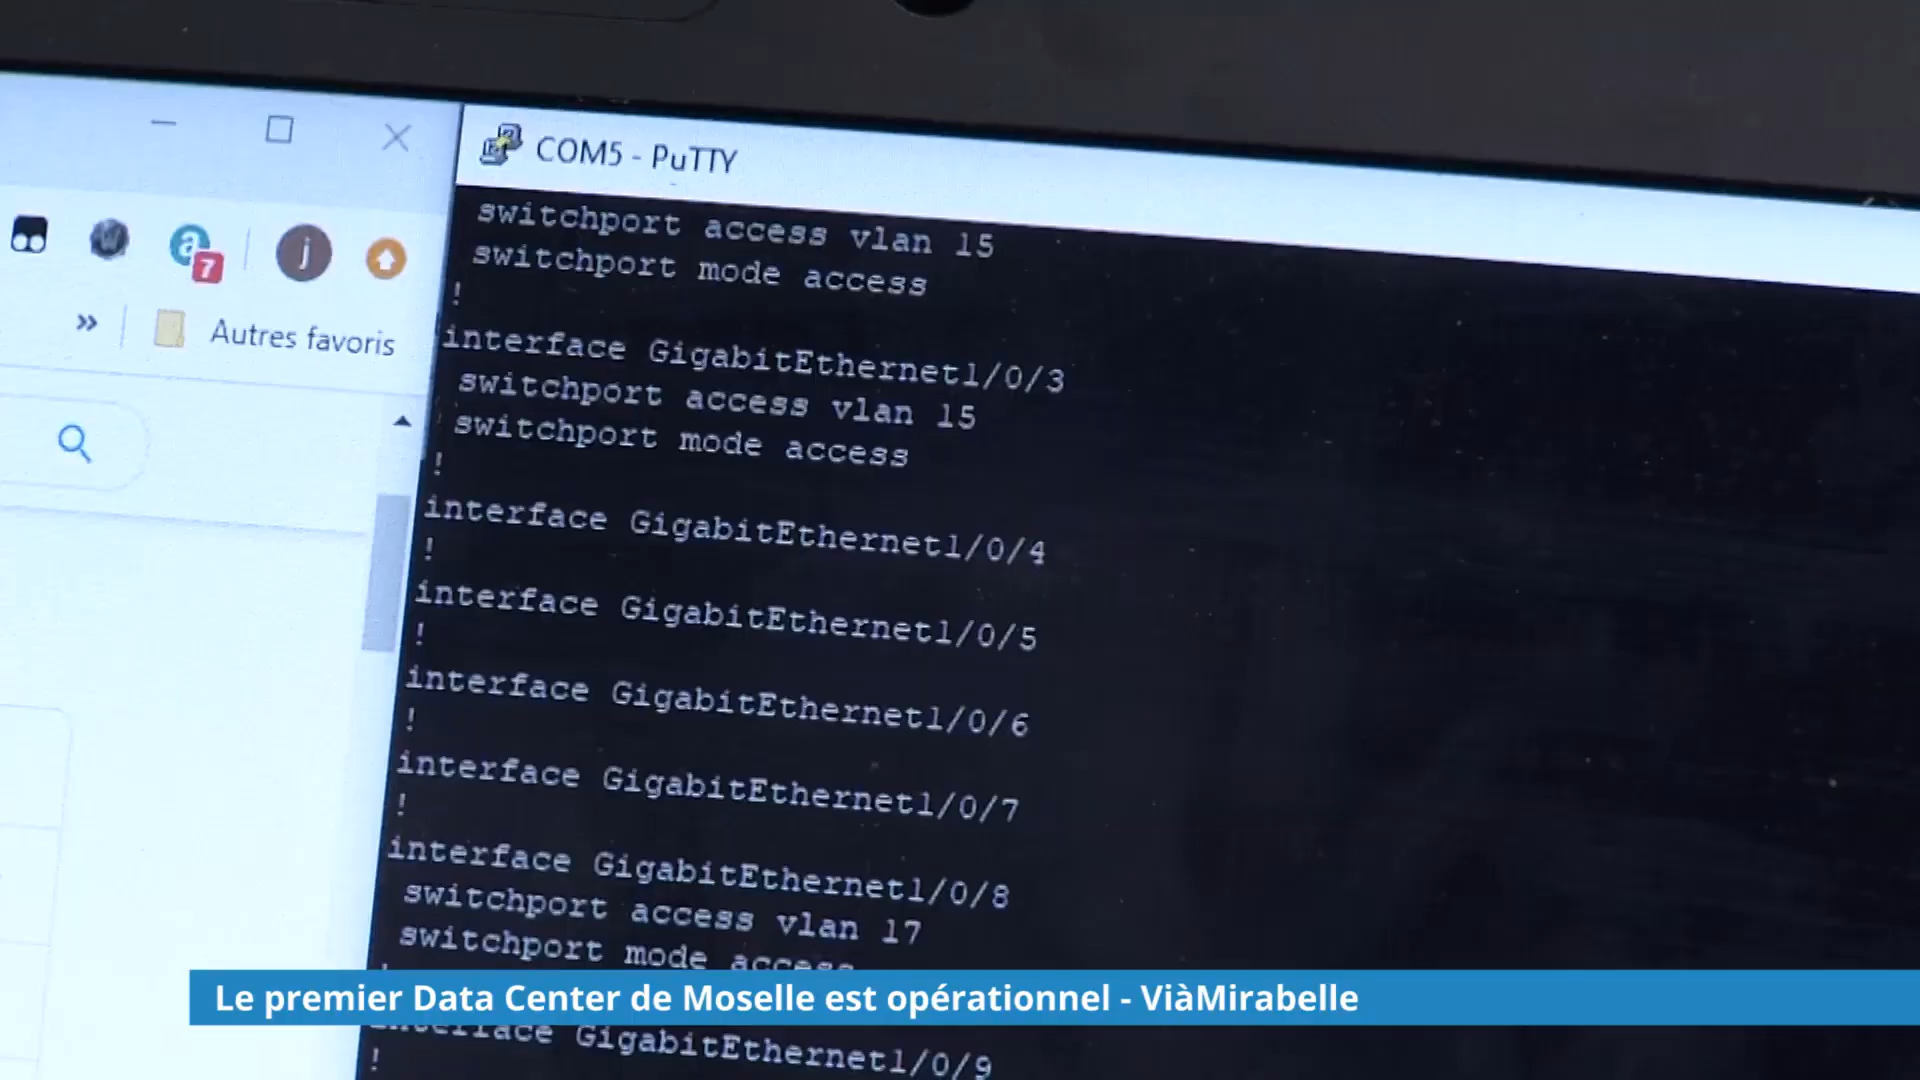 COM5 - PuTTY
switchport access vlan 15
switchport mode access
!
interface GigabitEthernet1/0/3
switchport access vlan 15
switchport mode access
!
interface GigabitEthernet1/0/4
!
interface GigabitEthernet1/0/5
!
interface GigabitEthernet1/0/6
!
interface GigabitEthernet1/0/7
!
interface GigabitEthernet1/0/8
switchport access vlan 17
switchport mode access
!
interface GigabitEthernet1/0/9
!
a
7
j
»
Autres favoris
Le premier Data Center de Moselle est opérationnel - ViàMirabelle